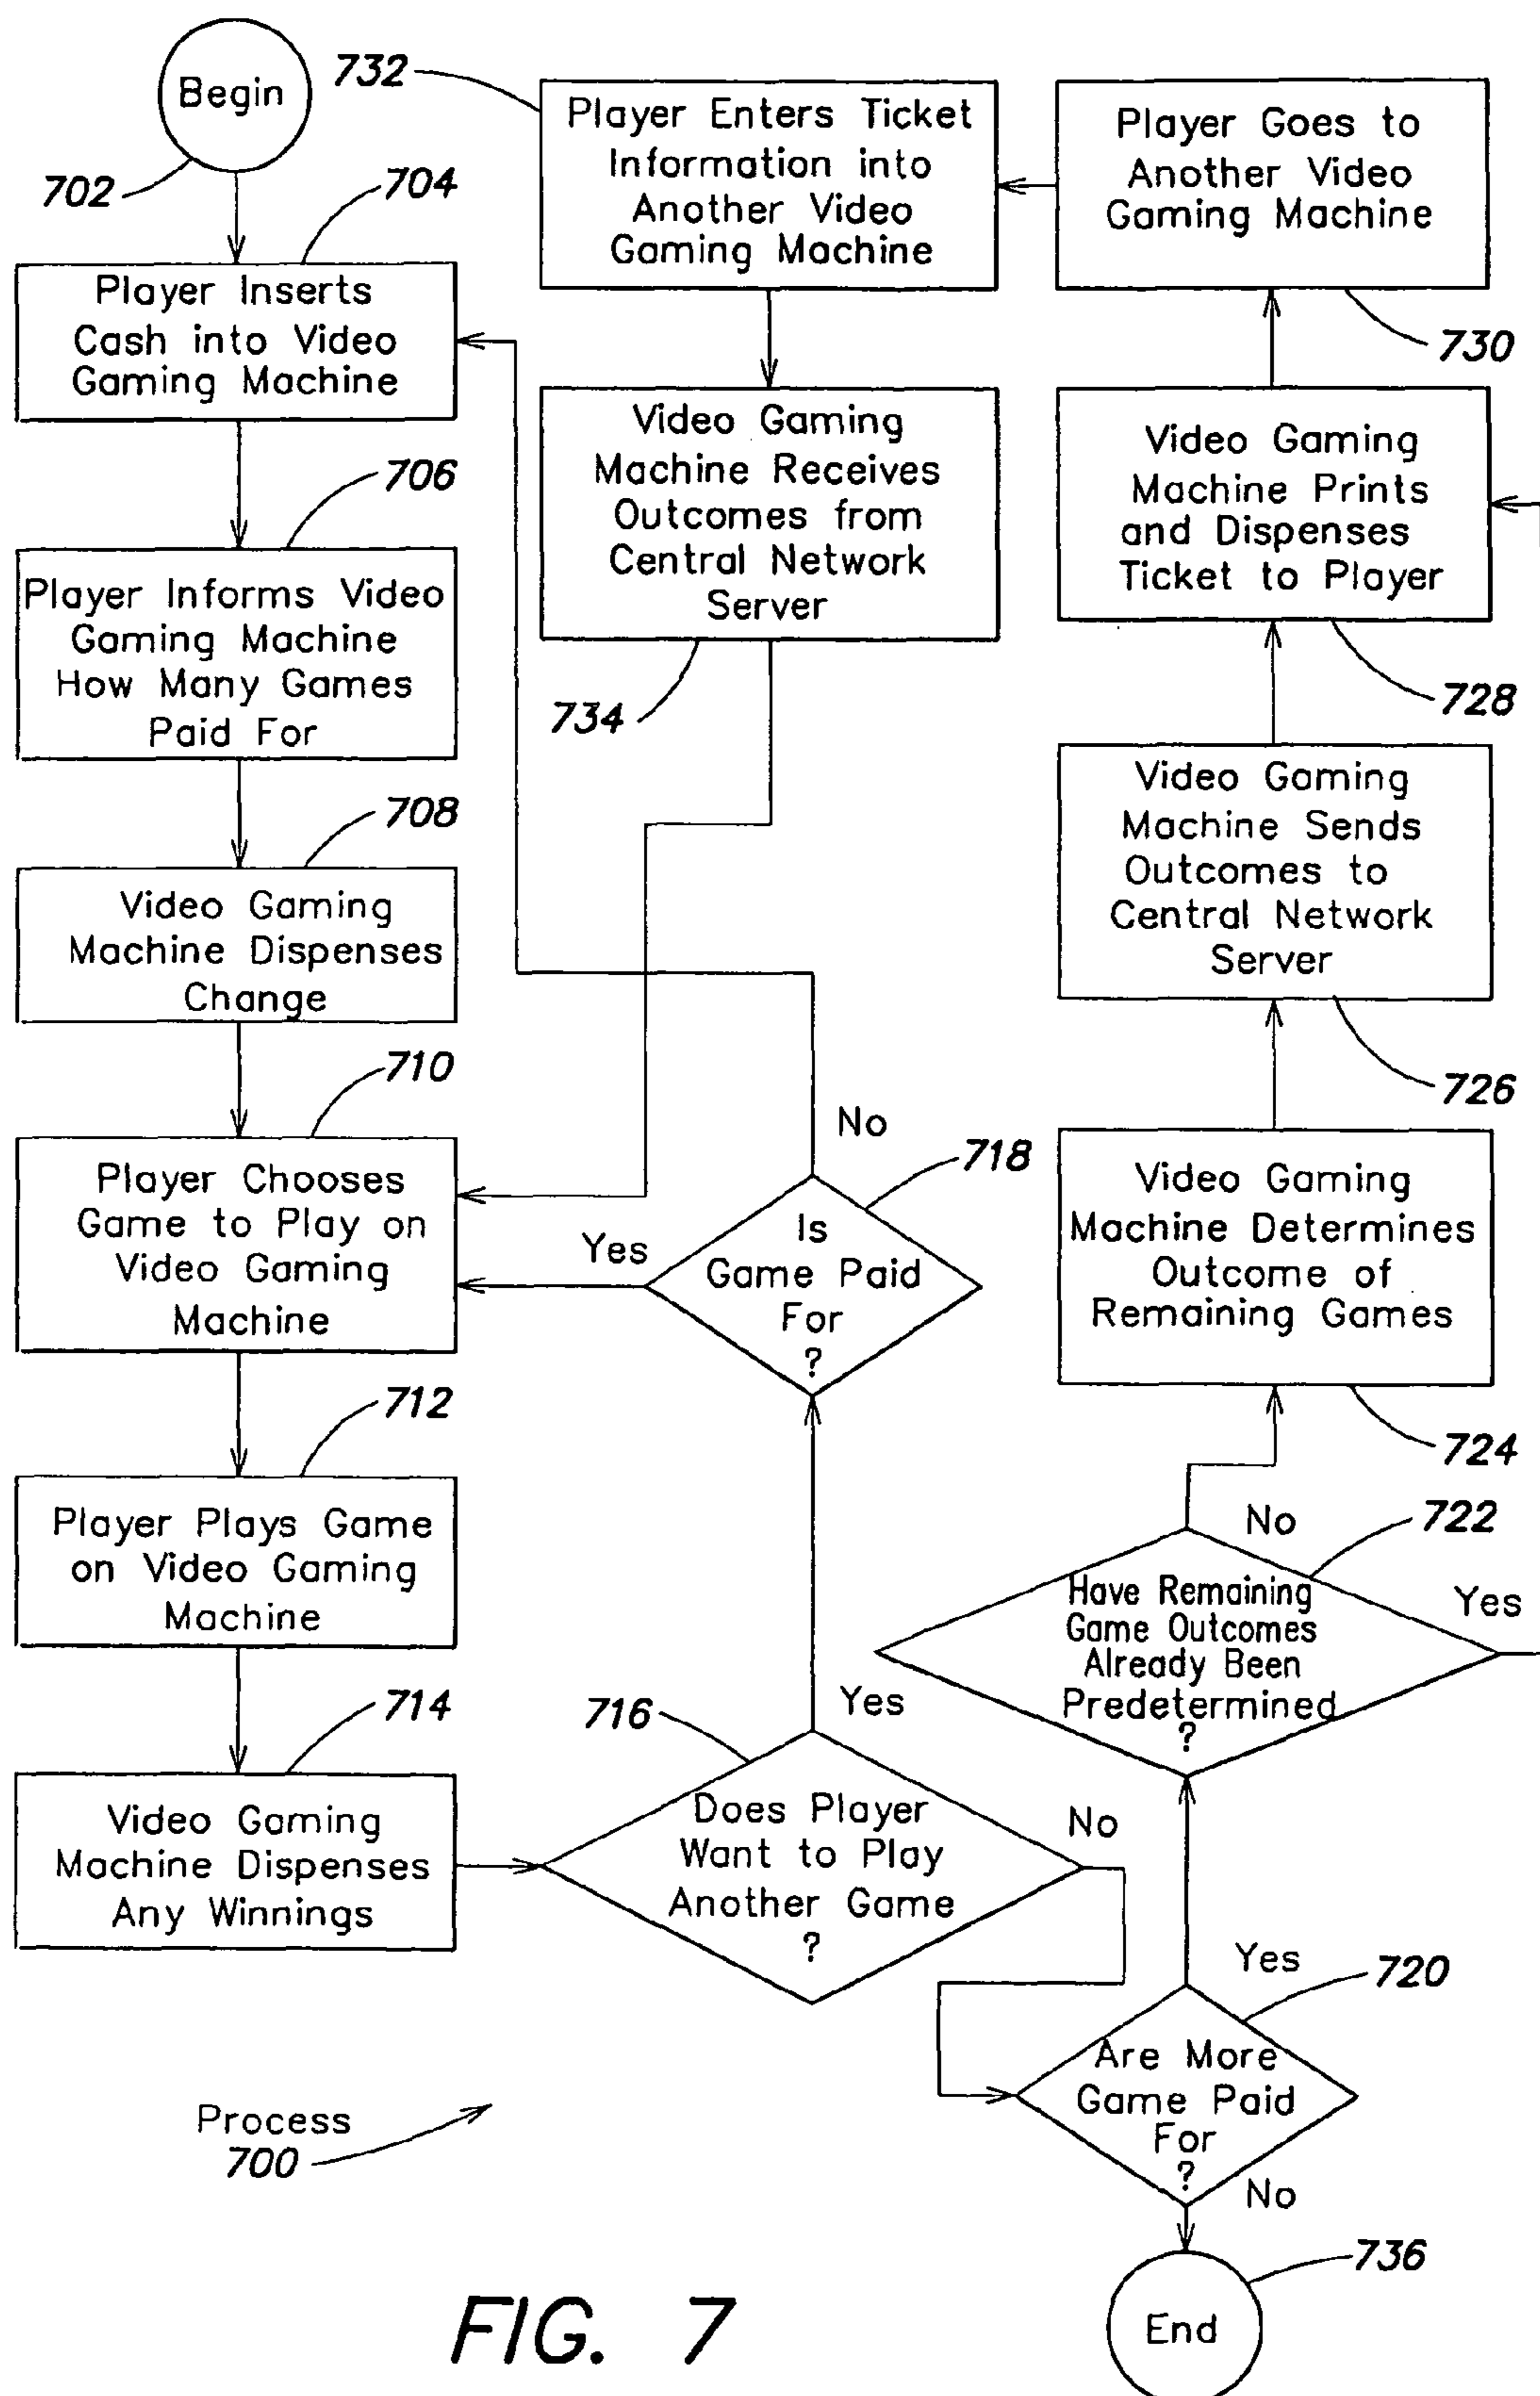 Begin
702
704
Player Inserts
Cash into Video
Gaming Machine
706
Player Informs Video
Gaming Machine
How Many Games
Paid For
708
Video Gaming
Machine Dispenses
Change
710
Player Chooses
Game to Play on
Video Gaming
Machine
712
Player Plays Game
on Video Gaming
Machine
714
Video Gaming
Machine Dispenses
Any Winnings
716
Does Player
Want to Play
Another Game
?
Yes
No
718
Is
Game Paid
For
?
Yes
No
720
Are More
Game Paid
For
?
Yes
No
722
Have Remaining
Game Outcomes
Already Been
Predetermined
?
No
Yes
724
Video Gaming
Machine Determines
Outcome of
Remaining Games
726
Video Gaming
Machine Sends
Outcomes to
Central Network
Server
728
Video Gaming
Machine Prints
and Dispenses
Ticket to Player
730
Player Goes to
Another Video
Gaming Machine
732
Player Enters Ticket
Information into
Another Video
Gaming Machine
734
Video Gaming
Machine Receives
Outcomes from
Central Network
Server
736
End
Process
700
FIG. 7